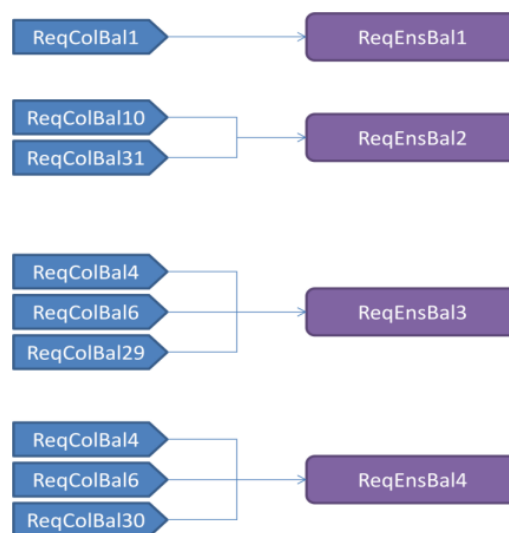 ReqColBal1
ReqEnsBal1
ReqColBal10
ReqColBal31
ReqEnsBal2
ReqColBal4
ReqColBal6
ReqColBal29
ReqEnsBal3
ReqColBal4
ReqColBal6
ReqColBal30
ReqEnsBal4